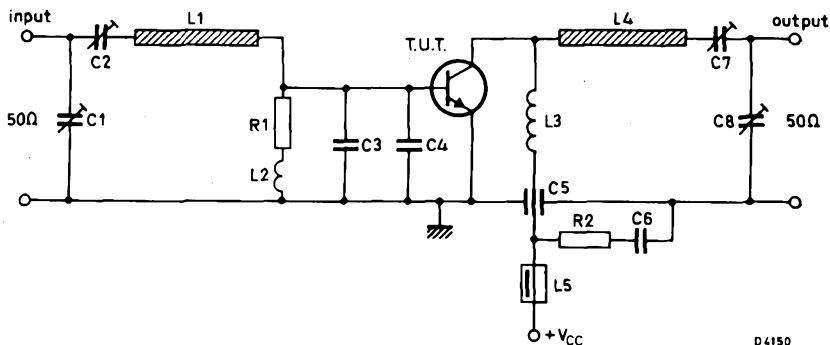 input
L1
C2
50Ω
C1
R1
L2
C3
C4
T.U.T.
L4
output
C7
L3
C8
50Ω
C5
R2
C6
L5
+VCC
D4150